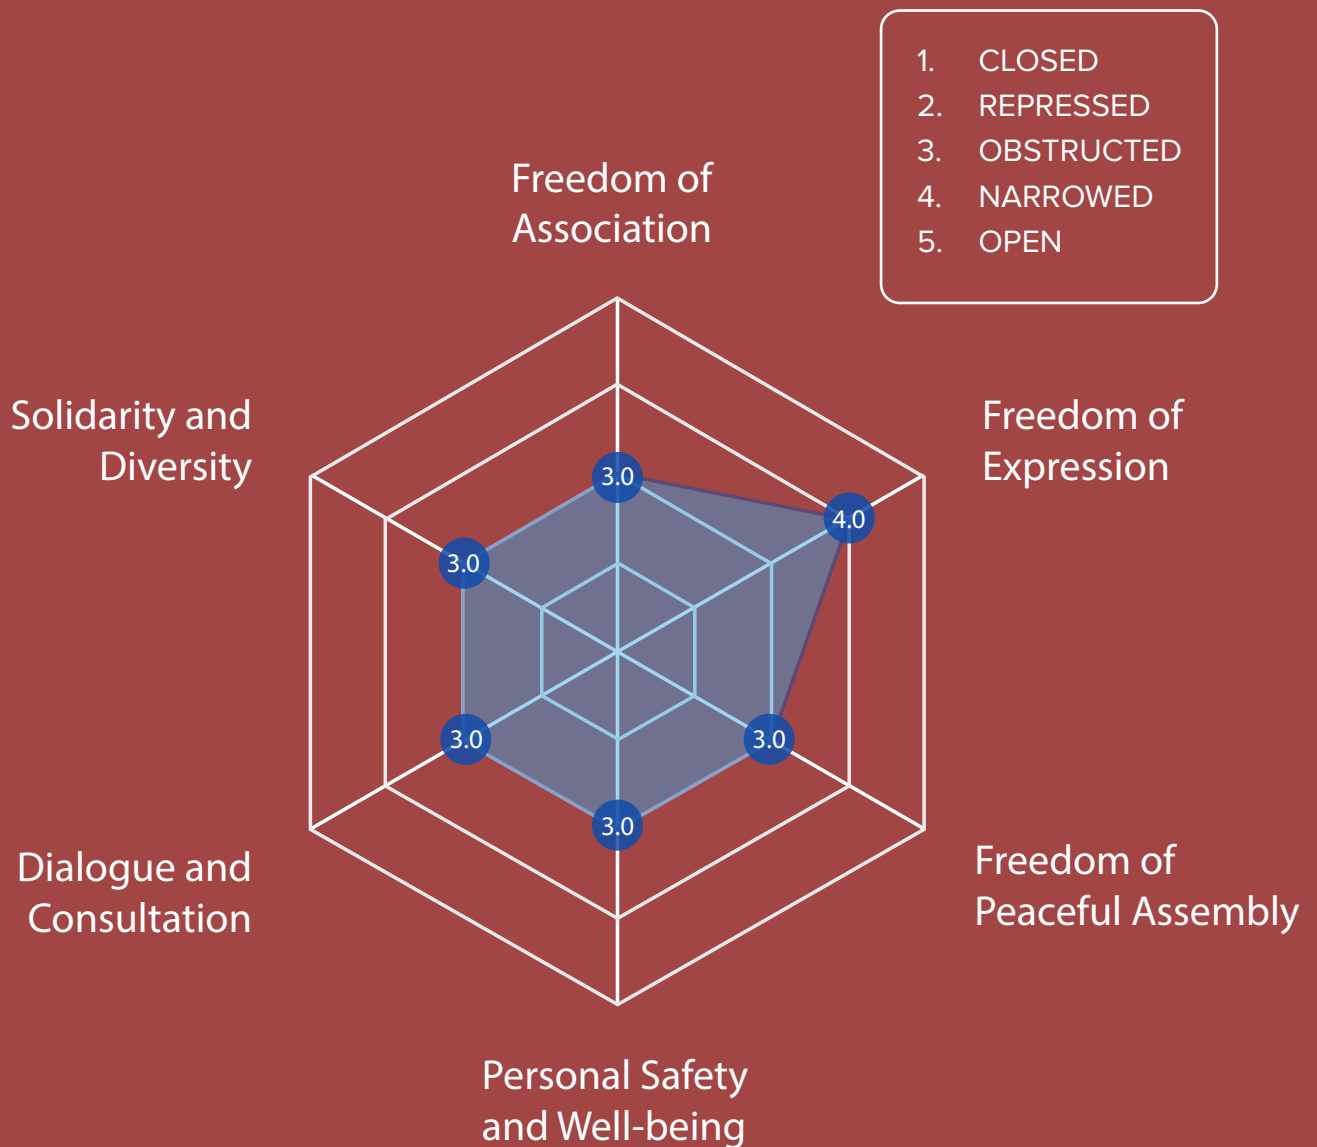 1. CLOSED
2. REPRESSED
3. OBSTRUCTED
4. NARROWED
5. OPEN
Freedom of
Association
Solidarity and
Diversity
Freedom of
Expression
3.0
4.0
3.0
3.0
3.0
3.0
Dialogue and
Consultation
Freedom of
Peaceful Assembly
Personal Safety
and Well-being